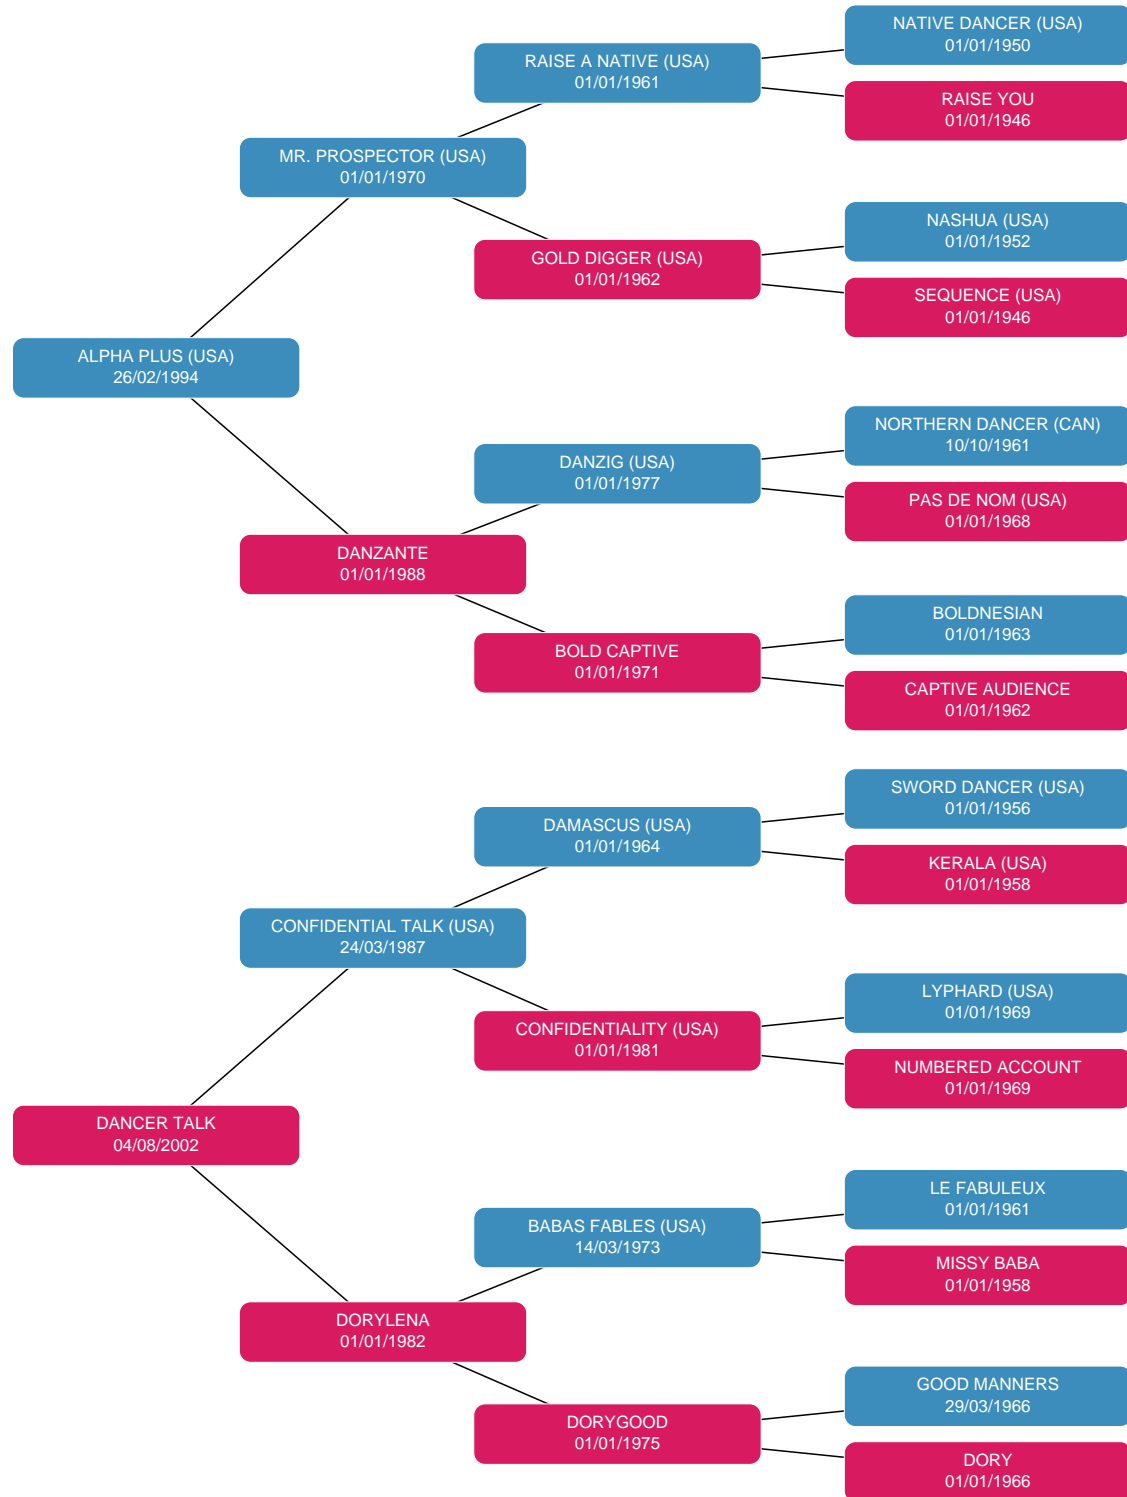 NATIVE DANCER (USA)
01/01/1950
RAISE A NATIVE (USA)
01/01/1961
RAISE YOU
01/01/1946
MR. PROSPECTOR (USA)
01/01/1970
NASHUA (USA)
01/01/1952
GOLD DIGGER (USA)
01/01/1962
SEQUENCE (USA)
01/01/1946
ALPHA PLUS (USA)
26/02/1994
NORTHERN DANCER (CAN)
10/10/1961
DANZIG (USA)
01/01/1977
PAS DE NOM (USA)
01/01/1968
DANZANTE
01/01/1988
BOLDNESIAN
01/01/1963
BOLD CAPTIVE
01/01/1971
CAPTIVE AUDIENCE
01/01/1962
SWORD DANCER (USA)
01/01/1956
DAMASCUS (USA)
01/01/1964
KERALA (USA)
01/01/1958
CONFIDENTIAL TALK (USA)
24/03/1987
LYPHARD (USA)
01/01/1969
CONFIDENTIALITY (USA)
01/01/1981
NUMBERED ACCOUNT
01/01/1969
DANCER TALK
04/08/2002
LE FABULEUX
01/01/1961
BABAS FABLES (USA)
14/03/1973
MISSY BABA
01/01/1958
DORYLENA
01/01/1982
GOOD MANNERS
29/03/1966
DORYGOOD
01/01/1975
DORY
01/01/1966